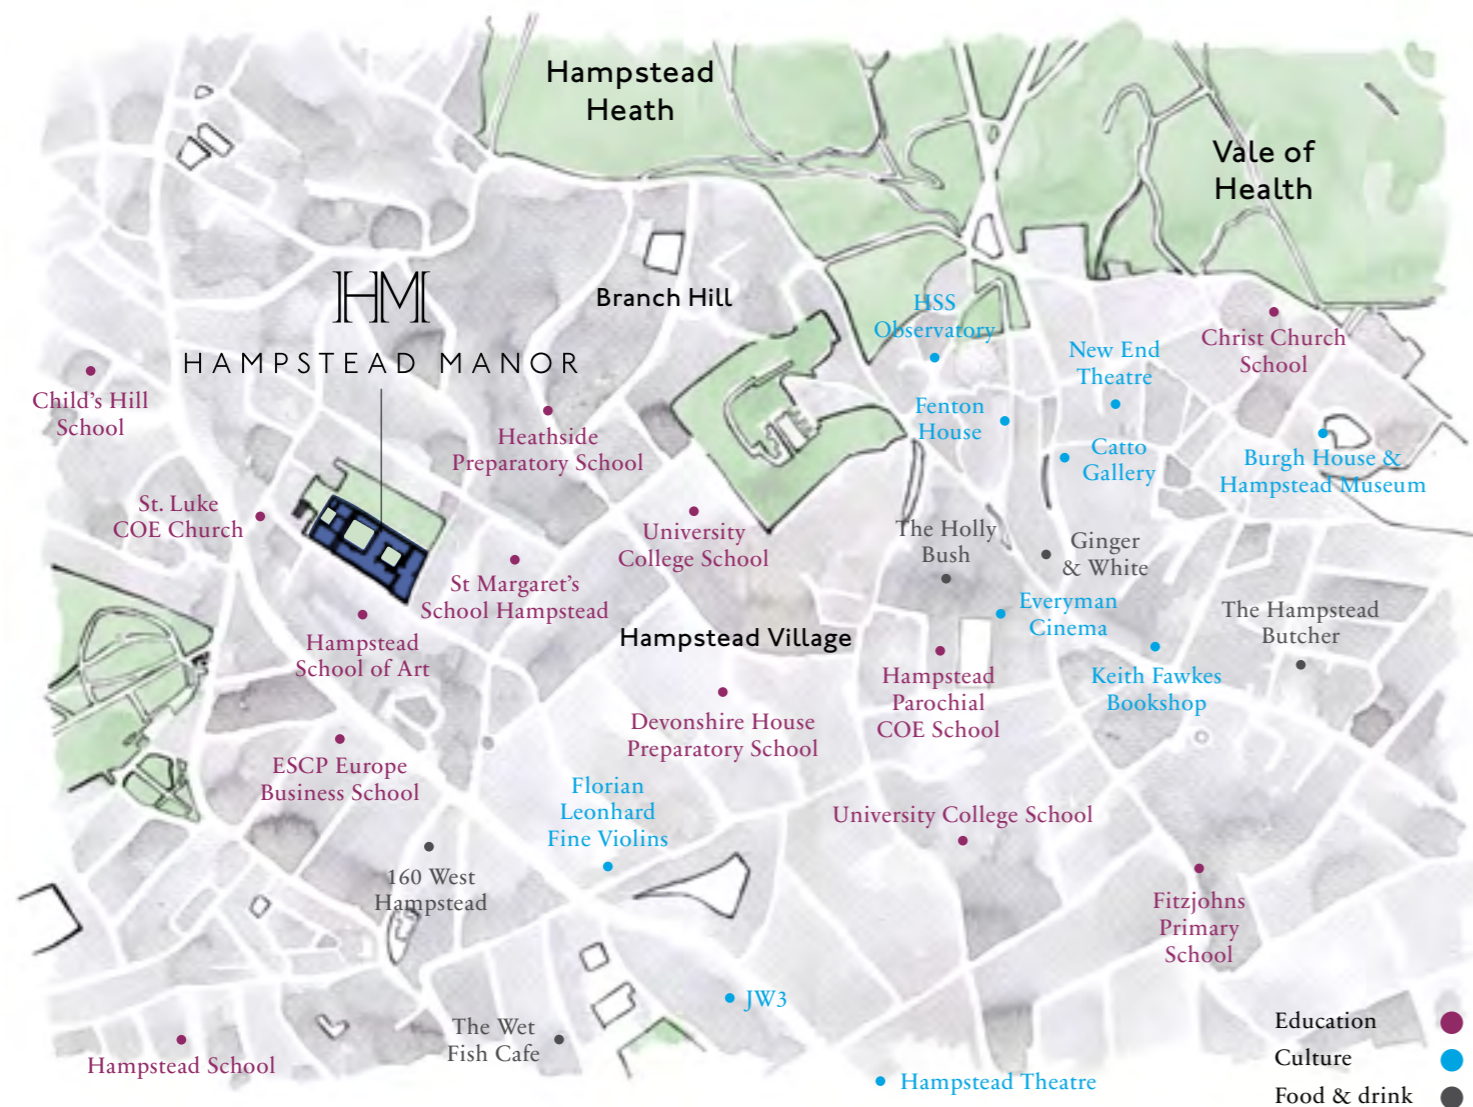 Hampstead
Heath
Vale of
Health
HM
HAMPSTEAD MANOR
Branch Hill
HSS
Observatory
Christ Church
School
New End
Theatre
Child's Hill
School
Heathside
Preparatory School
Fenton
House
Catto
Gallery
Burgh House &
Hampstead Museum
St. Luke
COE Church
University
College School
The Holly
Bush
Ginger
& White
St Margaret's
School Hampstead
Everyman
Cinema
The Hampstead
Butcher
Hampstead
School of Art
Hampstead Village
Hampstead
Parochial
COE School
Keith Fawkes
Bookshop
Devonshire House
Preparatory School
ESCP Europe
Business School
Florian
Leonhard
Fine Violins
University College School
160 West
Hampstead
Fitzjohns
Primary
School
JW3
The Wet
Fish Cafe
Hampstead School
Hampstead Theatre
Education
Culture
Food & drink